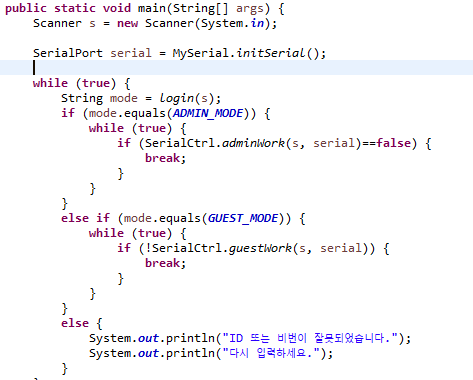 public static void main(String[] args) {
    Scanner s = new Scanner(System.in);

    SerialPort serial = MySerial.initSerial();

    while (true) {
        String mode = login(s);
        if (mode.equals(ADMIN_MODE)) {
            while (true) {
                if (SerialCtrl.adminWork(s, serial)==false) {
                    break;
                }
            }
        }
        else if (mode.equals(GUEST_MODE)) {
            while (true) {
                if (!SerialCtrl.guestWork(s, serial)) {
                    break;
                }
            }
        }
        else {
            System.out.println("ID 또는 비번이 잘못되었습니다.");
            System.out.println("다시 입력하세요.");
        }
    }